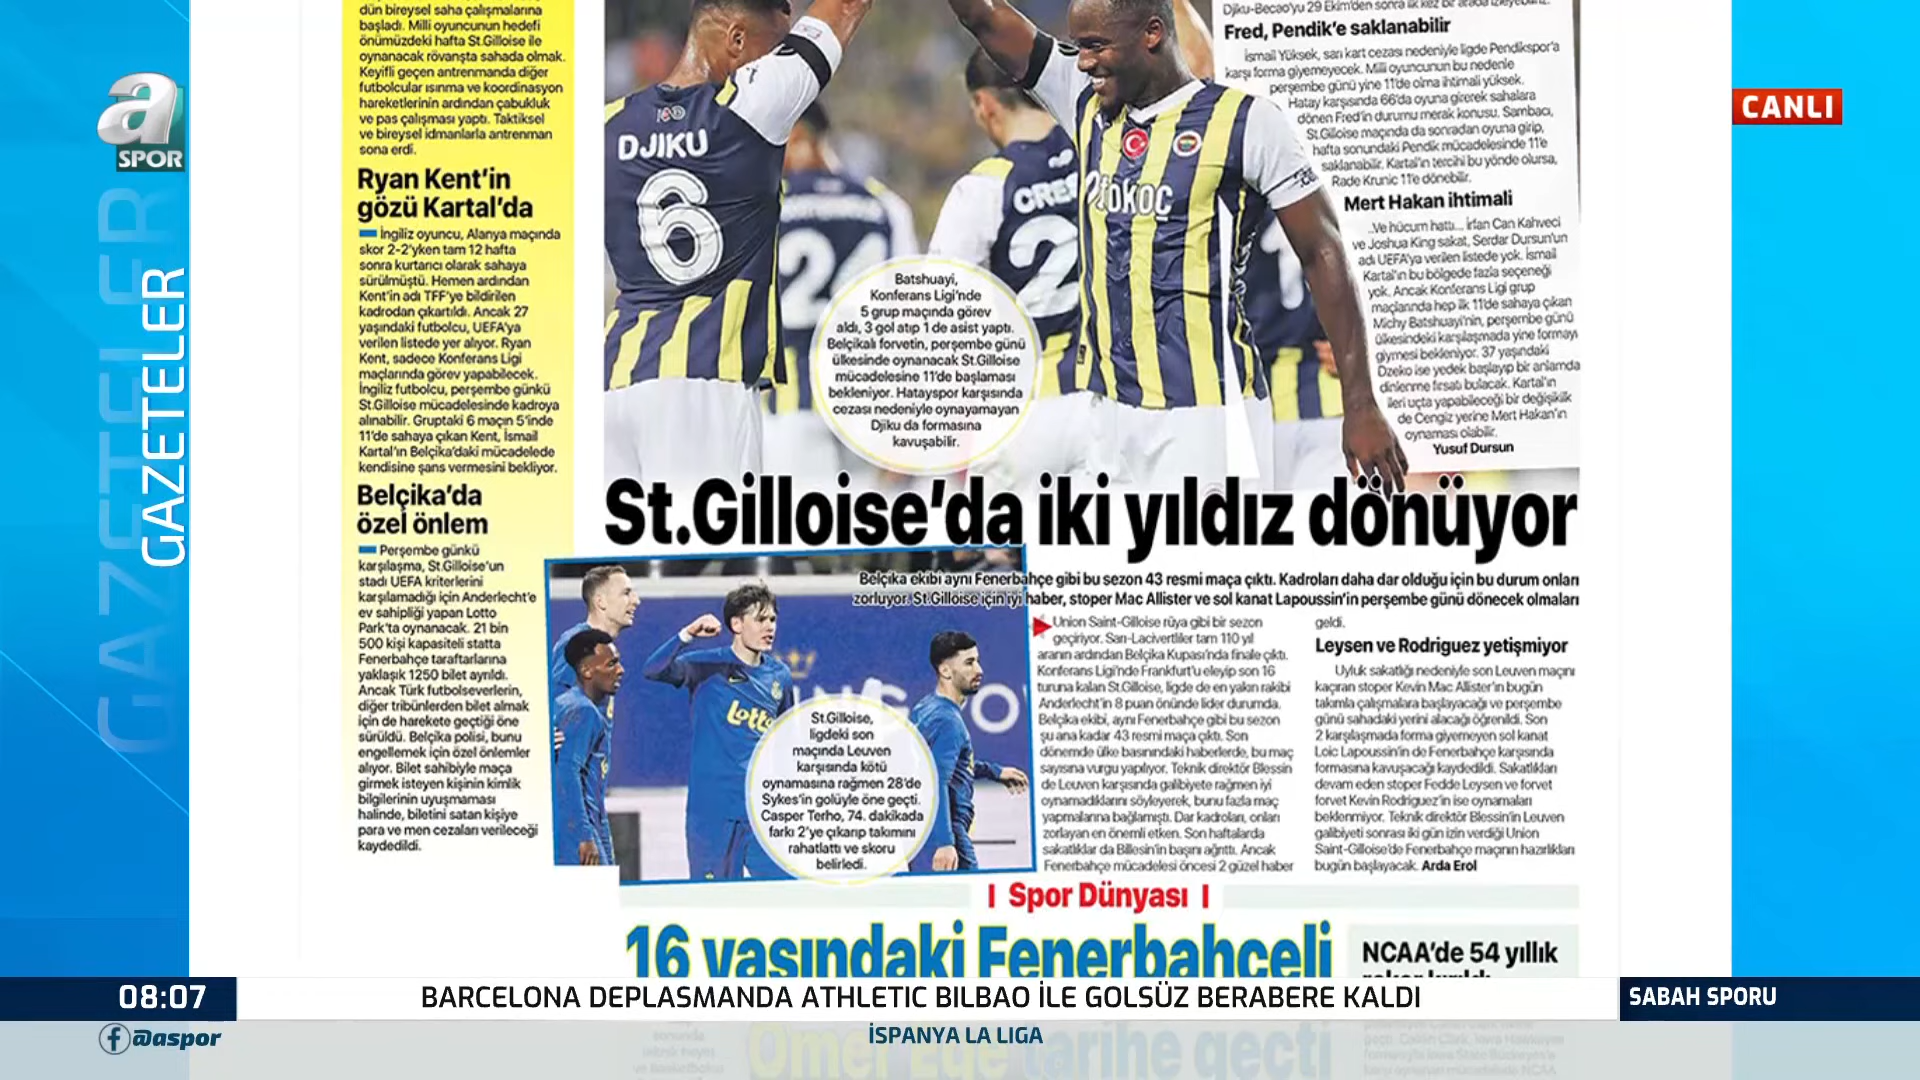 a
SPOR
GAZETELER
GAZETELER
CANLI
dün bireysel saha çalışmalarına
başladı. Milli oyuncunun hedefi
önümüzdeki hafta St.Gilloise ile
oynanacak rövanşta sahada olmak.
Keyifli geçen antrenmanda diğer
futbolcular ısınma ve koordinasyon
hareketlerinin ardından çabukluk
ve pas çalışması yaptı. Taktiksel
ve bireysel idmanlarla antrenman
sona erdi.
Ryan Kent'in
gözü Kartal'da
İngiliz oyuncu, Alanya maçında
skor 2-2'yken tam 12 hafta
sonra kurtarıcı olarak sahaya
sürülmüştü. Hemen ardından
Kent'in adı TFF'ye bildirilen
kadrodan çıkartıldı. Ancak 27
yaşındaki futbolcu, UEFA'ya
verilen listede yer alıyor. Ryan
Kent, sadece Konferans Ligi
maçlarında görev yapabilecek.
İngiliz futbolcu, perşembe günkü
St.Gilloise mücadelesinde kadroya
alınabilir. Gruptaki 6 maçın 5'inde
11'de sahaya çıkan Kent, İsmail
Kartal'ın Belçika'daki mücadelede
kendisine şans vermesini bekliyor.
Belçika'da
özel önlem
Perşembe günkü
karşılaşma, St.Gilloise'un
stadı UEFA kriterlerini
karşılamadığı için Anderlecht'e
ev sahipliği yapan Lotto
Park'ta oynanacak. 21 bin
500 kişi kapasiteli statta
Fenerbahçe taraftarlarına
yaklaşık 1250 bilet ayrıldı.
Ancak Türk futbolseverlerin,
diğer tribünlerden bilet almak
için de harekete geçtiği öne
sürüldü. Belçika polisi, bunu
engellemek için özel önlemler
alıyor. Bilet sahibiyle maça
girmek isteyen kişinin kimlik
bilgilerinin uyuşmaması
halinde, biletini satan kişiye
para ve men cezaları verileceği
kaydedildi.
DJIKU
6
24
CRES
2
Otokoç
Batshuayi,
Konferans Ligi'nde
5 grup maçında görev
aldı, 3 gol atıp 1 de asist yaptı.
Belçikalı forvetin, perşembe günü
ülkesinde oynanacak St.Gilloise
mücadelesine 11'de başlaması
bekleniyor. Hatayspor karşısında
cezası nedeniyle oynayamayan
Djiku da formasına
kavuşabilir.
Djiku-Becao'yu 29 Ekim'den sonra ilk kez bir arada izleyebiliriz.
Fred, Pendik'e saklanabilir
İsmail Yüksek, sarı kart cezası nedeniyle ligde Pendikspor'a
karşı forma giyemeyecek. Milli oyuncunun bu nedenle
perşembe günü yine 11'de olma ihtimali yüksek.
Hatay karşısında 66'da oyuna girerek sahalara
dönen Fred'in durumu merak konusu. Sambacı,
St.Gilloise maçında da sonradan oyuna girip,
hafta sonundaki Pendik mücadelesinde 11'e
saklanabilir. Kartal'ın tercihi bu yönde olursa,
Rade Krunic 11'e dönebilir.
Mert Hakan ihtimali
..Ve hücum hattı... İrfan Can Kahveci
ve Joshua King sakat, Serdar Dursun'un
adı UEFA'ya verilen listede yok. İsmail
Kartal'ın bu bölgede fazla seçeneği
yok. Ancak Konferans Ligi grup
maçlarında hep ilk 11'de sahaya çıkan
Michy Batshuayi'nin, perşembe günü
ülkesindeki karşılaşmada yine formayı
giymesi bekleniyor. 37 yaşındaki
Dzeko ise yedek başlayıp bir anlamda
dinlenme fırsatı bulacak. Kartal'ın
ileri uçta yapabileceği bir değişiklik
de Cengiz yerine Mert Hakan'ın
oynaması olabilir.
Yusuf Dursun
St.Gilloise'da iki yıldız dönüyor
Belçika ekibi aynı Fenerbahçe gibi bu sezon 43 resmi maça çıktı. Kadroları daha dar olduğu için bu durum onları
zorluyor. St.Gilloise için iyi haber, stoper Mac Allister ve sol kanat Lapoussin'in perşembe günü dönecek olmaları
Lotto
St.Gilloise,
ligdeki son
maçında Leuven
karşısında kötü
oynamasına rağmen 28'de
Sykes'in golüyle öne geçti.
Casper Terho, 74. dakikada
farkı 2'ye çıkarıp takımını
rahatlattı ve skoru
belirledi.
Union Saint-Gilloise rüya gibi bir sezon
geçiriyor. Sarı-Lacivertliler tam 110 yıl
aranın ardından Belçika Kupası'nda finale çıktı.
Konferans Ligi'nde Frankfurt'u eleyip son 16
turuna kalan St.Gilloise, ligde de en yakın rakibi
Anderlecht'in 8 puan önünde lider durumda.
Belçika ekibi, aynı Fenerbahçe gibi bu sezon
şu ana kadar 43 resmi maça çıktı. Son
dönemde ülke basınındaki haberlerde, bu maç
sayısına vurgu yapılıyor. Teknik direktör Blessin
de Leuven karşısında galibiyete rağmen iyi
oynamadıklarını söyleyerek, bunu fazla maç
yapmalarına bağlamıştı. Dar kadroları, onları
zorlayan en önemli etken. Son haftalarda
sakatlıklar da Billesin'in başını ağrıttı. Ancak
Fenerbahçe mücadelesi öncesi 2 güzel haber
geldi.
Leysen ve Rodriguez yetişmiyor
Uyluk sakatlığı nedeniyle son Leuven maçını
kaçıran stoper Kevin Mac Allister'in bugün
takımla çalışmalara başlayacağı ve perşembe
günü sahadaki yerini alacağı öğrenildi. Son
2 karşılaşmada forma giyemeyen sol kanat
Loic Lapoussin'in de Fenerbahçe karşısında
formasına kavuşacağı kaydedildi. Sakatlıkları
devam eden stoper Fedde Leysen ve forvet
forvet Kevin Rodriguez'in ise oynamaları
beklenmiyor. Teknik direktör Blessin'in Leuven
galibiyeti sonrası iki gün izin verdiği Union
Saint-Gilloise'de Fenerbahçe maçının hazırlıkları
bugün başlayacak. Arda Erol
Spor Dünyası
16 yaşındaki Fenerbahçeli
NCAA'de 54 yıllık
rekor kırıldı
08:07
BARCELONA DEPLASMANDA ATHLETIC BILBAO İLE GOLSÜZ BERABERE KALDI
SABAH SPORU
@aspor
İSPANYA LA LIGA
Ömer Ege tarihe geçti